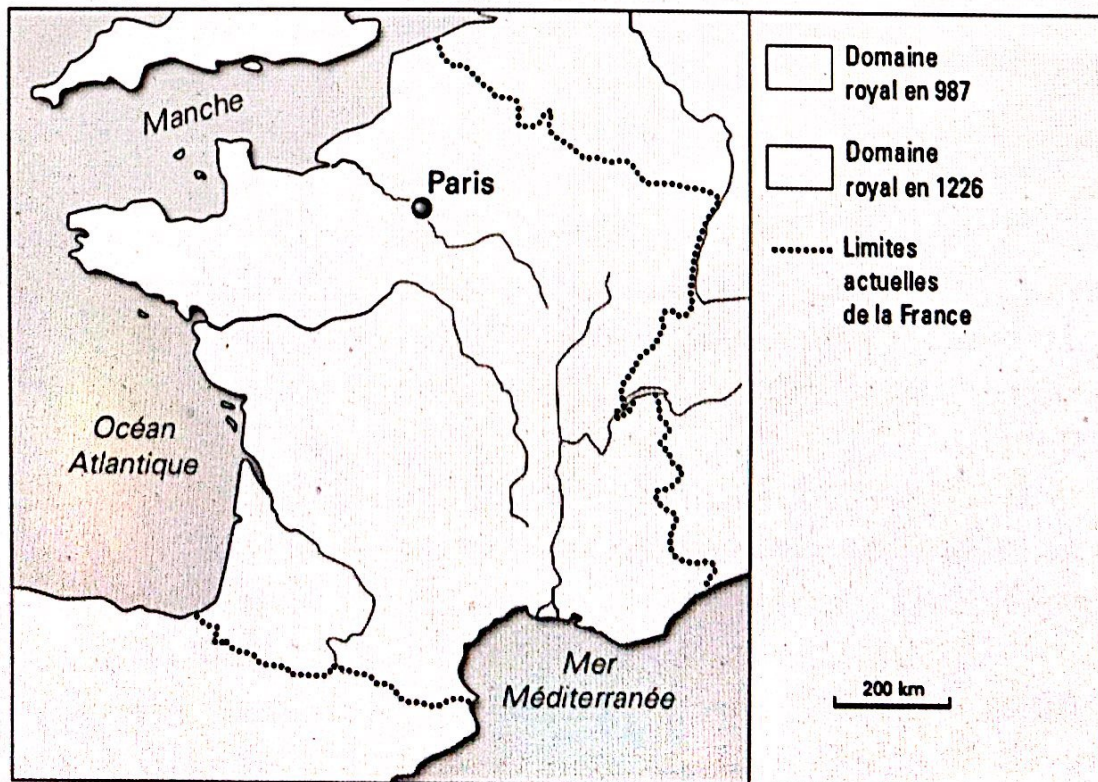 Manche
Paris
Océan
Atlantique
Mer
Méditerranée
Domaine
royal en 987
Domaine
royal en 1226
Limites
actuelles
de la France
200 km